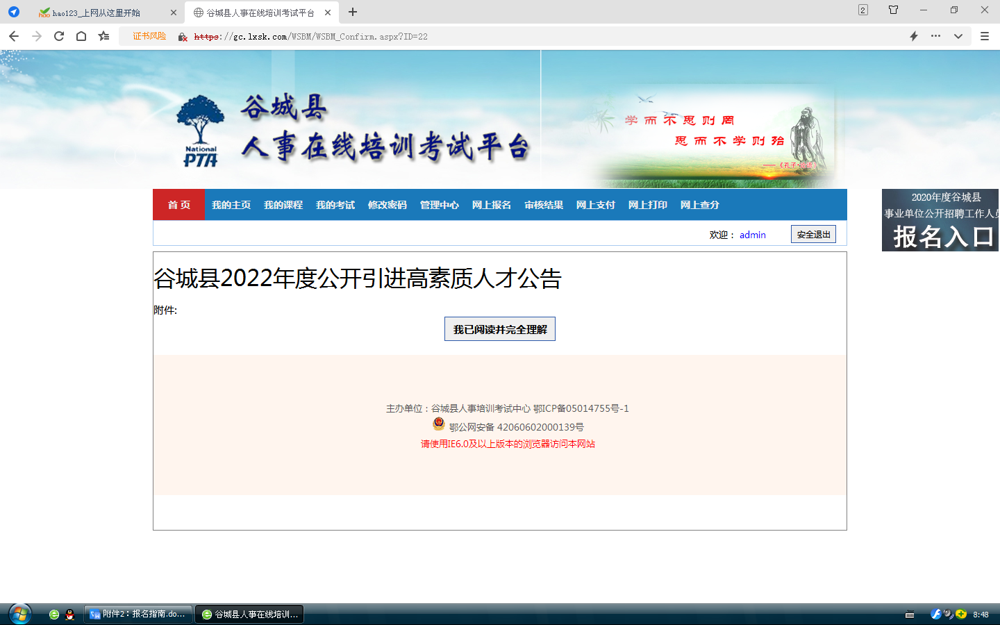 hao123_上网从这里开始
谷城县人事在线培训考试平台
2
证书风险
https://gc.lxsk.com/WSBM/WSBM_Confirm.aspx?ID=22
National
PTA
谷城县
人事在线培训考试平台
学而不思则罔
思而不学则殆
首 页 我的主页 我的课程 我的考试 修改密码 管理中心 网上报名 审核结果 网上支付 网上打印 网上查分
欢迎： admin 安全退出
2020年度谷城县
事业单位公开招聘工作人员
报名入口
谷城县2022年度公开引进高素质人才公告
附件:
我已阅读并完全理解
主办单位：谷城县人事培训考试中心 鄂ICP备05014755号-1
鄂公网安备 42060602000139号
请使用IE6.0及以上版本的浏览器访问本网站
附件2：报名指南.do...
谷城县人事在线培训...
8:48